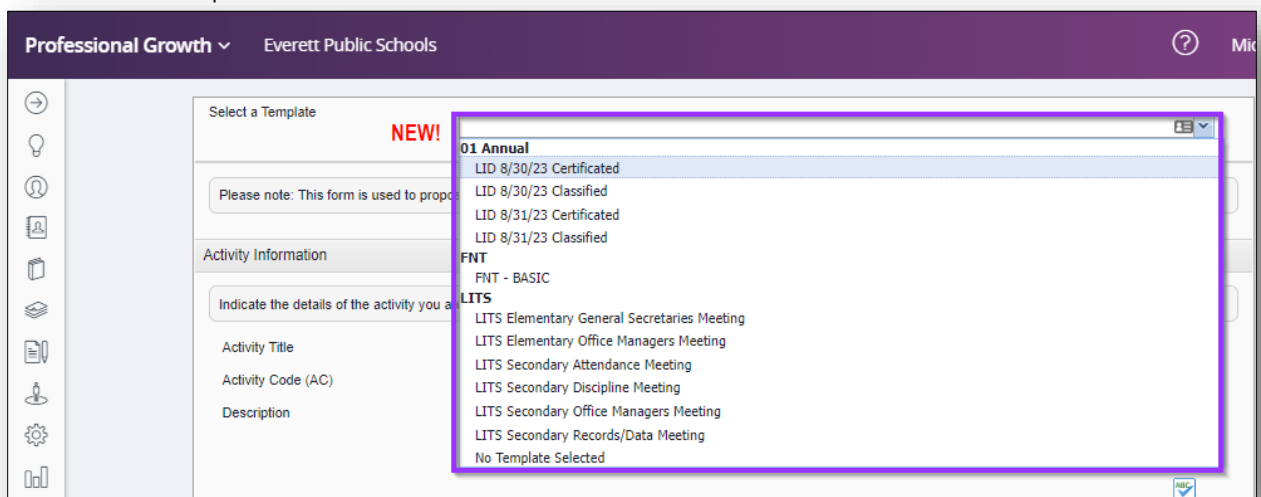 Professional Growth Everett Public Schools
Select a Template
NEW!
01 Annual
LID 8/30/23 Certificated
LID 8/30/23 Classified
LID 8/31/23 Certificated
LID 8/31/23 Classified
FNT
FNT - BASIC
LITS
LITS Elementary General Secretaries Meeting
LITS Elementary Office Managers Meeting
LITS Secondary Attendance Meeting
LITS Secondary Discipline Meeting
LITS Secondary Office Managers Meeting
LITS Secondary Records/Data Meeting
No Template Selected
Please note: This form is used to
Activity Information
Indicate the details of the activity you
Activity Title
Activity Code (AC)
Description
ABC